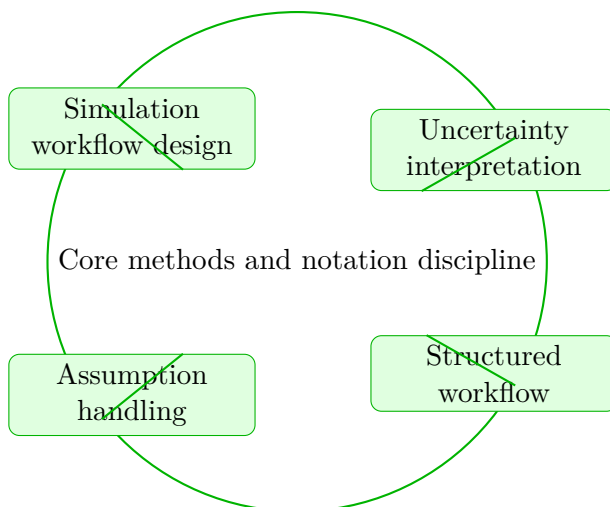 Simulation
workflow design
Uncertainty
interpretation
Core methods and notation discipline
Assumption
handling
Structured
workflow